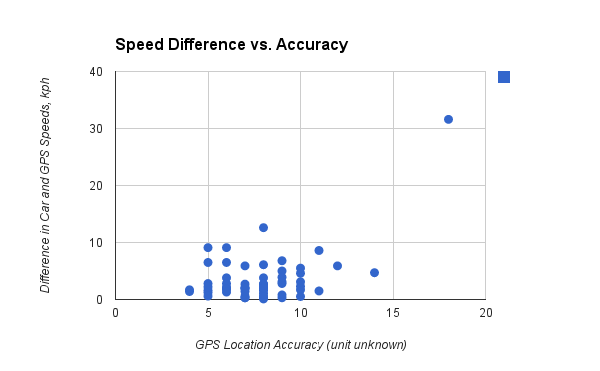 Speed Difference vs. Accuracy
Difference in Car and GPS Speeds, kph
40
30
20
10
0
0 5 10 15 20
GPS Location Accuracy (unit unknown)